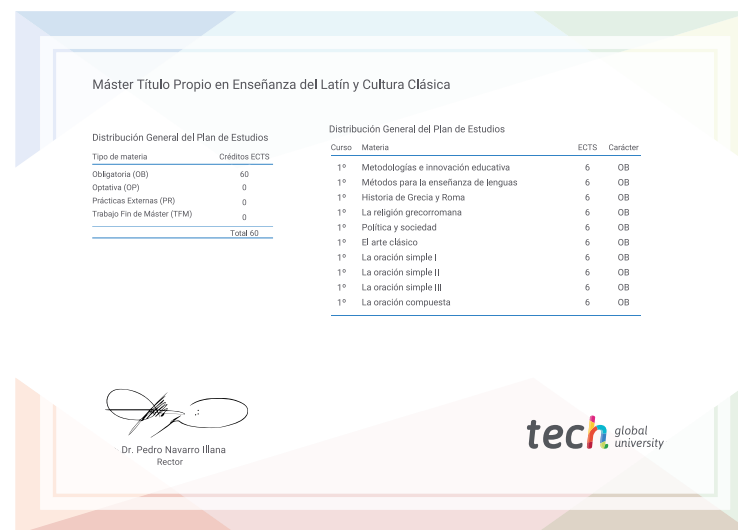 Máster Título Propio en Enseñanza del Latín y Cultura Clásica
Distribución General del Plan de Estudios
Tipo de materia Créditos ECTS
Obligatoria (OB) 60
Optativa (OP) 0
Prácticas Externas (PR) 0
Trabajo Fin de Máster (TFM) 0
Total 60
Distribución General del Plan de Estudios
Curso Materia ECTS Carácter
1º Metodologías e innovación educativa 6 OB
1º Métodos para la enseñanza de lenguas 6 OB
1º Historia de Grecia y Roma 6 OB
1º La religión grecorromana 6 OB
1º Política y sociedad 6 OB
1º El arte clásico 6 OB
1º La oración simple I 6 OB
1º La oración simple II 6 OB
1º La oración simple III 6 OB
1º La oración compuesta 6 OB
Dr. Pedro Navarro Illana
Rector
tech global
university